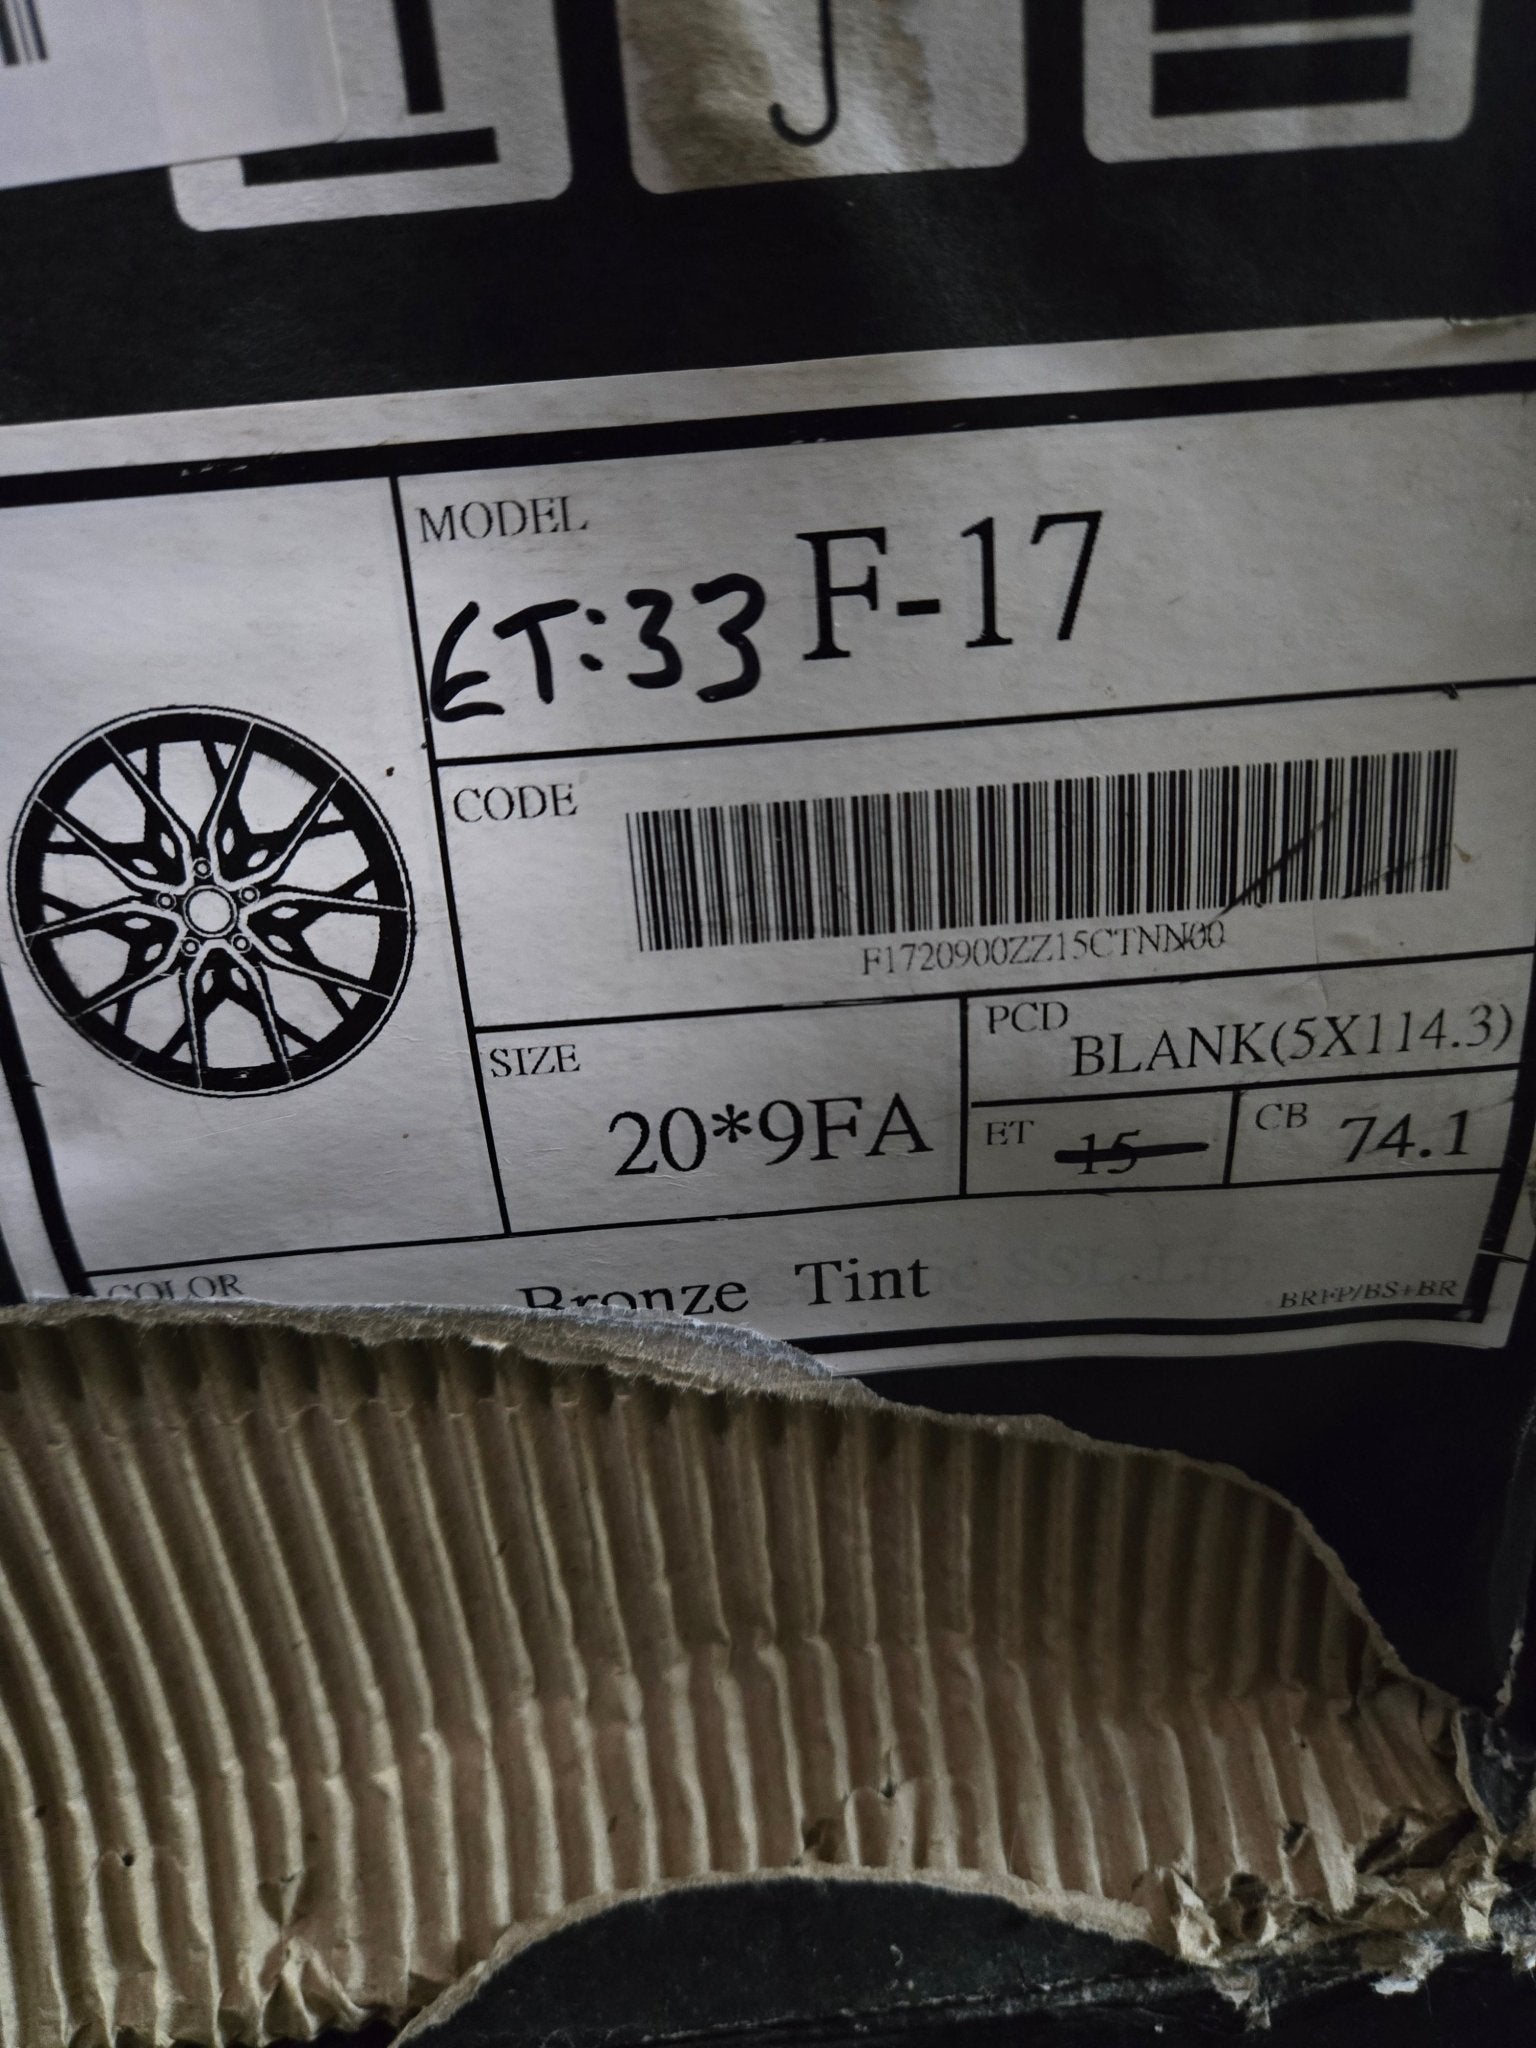 MODEL
ET:33 F-17
CODE
F1720900ZZ15CTNN00
SIZE
20*9FA
PCD
BLANK(5X114.3)
ET 15
CB 74.1
COLOR
Bronze Tint